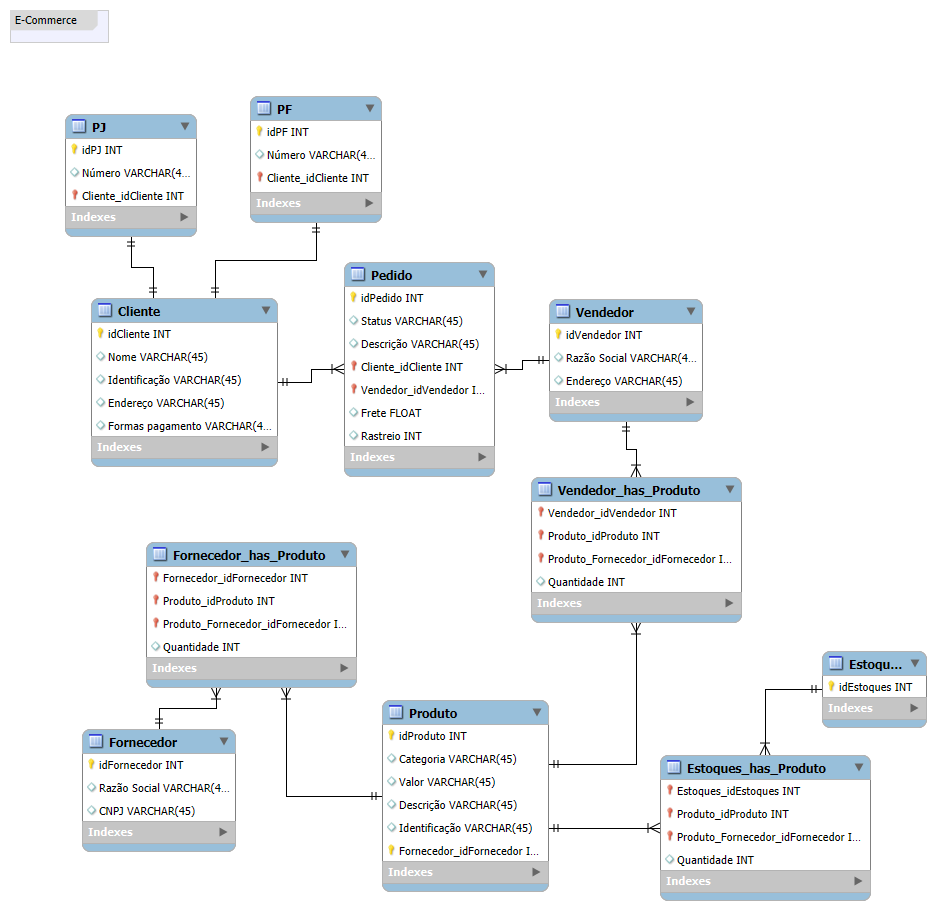 E-Commerce
PJ
idPJ INT
Número VARCHAR(4...
Cliente_idCliente INT
Indexes
PF
idPF INT
Número VARCHAR(4...
Cliente_idCliente INT
Indexes
Cliente
idCliente INT
Nome VARCHAR(45)
Identificação VARCHAR(45)
Endereço VARCHAR(45)
Formas pagamento VARCHAR(4...
Indexes
Pedido
idPedido INT
Status VARCHAR(45)
Descrição VARCHAR(45)
Cliente_idCliente INT
Vendedor_idVendedor I...
Frete FLOAT
Rastreio INT
Indexes
Vendedor
idVendedor INT
Razão Social VARCHAR(4...
Endereço VARCHAR(45)
Indexes
Vendedor_has_Produto
Vendedor_idVendedor INT
Produto_idProduto INT
Produto_Fornecedor_idFornecedor I...
Quantidade INT
Indexes
Fornecedor_has_Produto
Fornecedor_idFornecedor INT
Produto_idProduto INT
Produto_Fornecedor_idFornecedor I...
Quantidade INT
Indexes
Fornecedor
idFornecedor INT
Razão Social VARCHAR(4...
CNPJ VARCHAR(45)
Indexes
Produto
idProduto INT
Categoria VARCHAR(45)
Valor VARCHAR(45)
Descrição VARCHAR(45)
Identificação VARCHAR(45)
Fornecedor_idFornecedor I...
Indexes
Estoqu...
idEstoques INT
Indexes
Estoques_has_Produto
Estoques_idEstoques INT
Produto_idProduto INT
Produto_Fornecedor_idFornecedor I...
Quantidade INT
Indexes